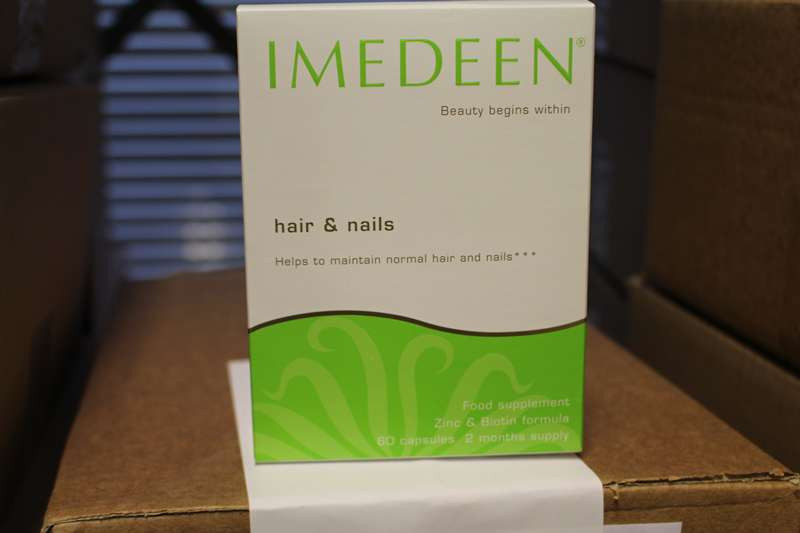 IMEDEEN®
Beauty begins within
hair & nails
Helps to maintain normal hair and nails***
Food supplement
Zinc & Biotin formula
60 capsules 2 months supply